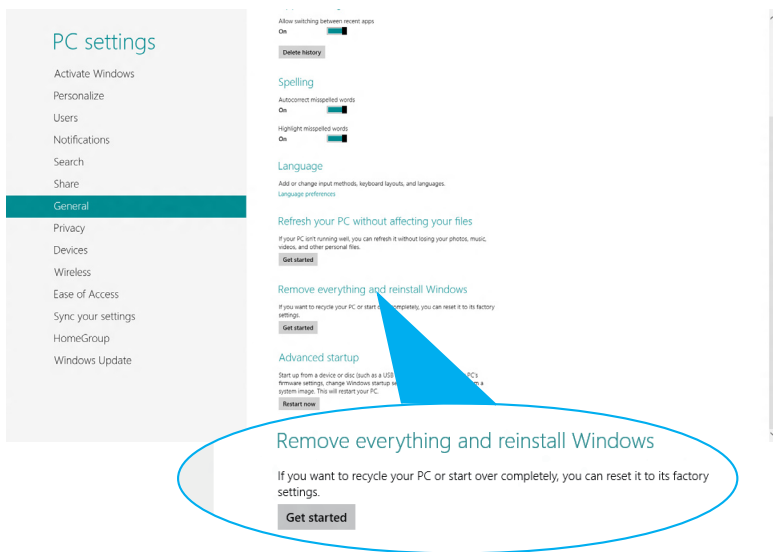 PC settings
Activate Windows
Personalize
Users
Notifications
Search
Share
General
Privacy
Devices
Wireless
Ease of Access
Sync your settings
HomeGroup
Windows Update
Allow switching between recent apps
On
Delete history
Spelling
Autocorrect misspelled words
On
Highlight misspelled words
On
Language
Add or change input methods, keyboard layouts, and languages.
Language preferences
Refresh your PC without affecting your files
If your PC isn't running well, you can refresh it without losing your photos, music,
videos, and other personal files.
Get started
Remove everything and reinstall Windows
If you want to recycle your PC or start over completely, you can reset it to its factory
settings.
Get started
Advanced startup
Start up from a device or disc (such as a USB PC's
firmware settings, change Windows startup a
system image. This will restart your PC.
Restart now
Remove everything and reinstall Windows
If you want to recycle your PC or start over completely, you can reset it to its factory
settings.
Get started